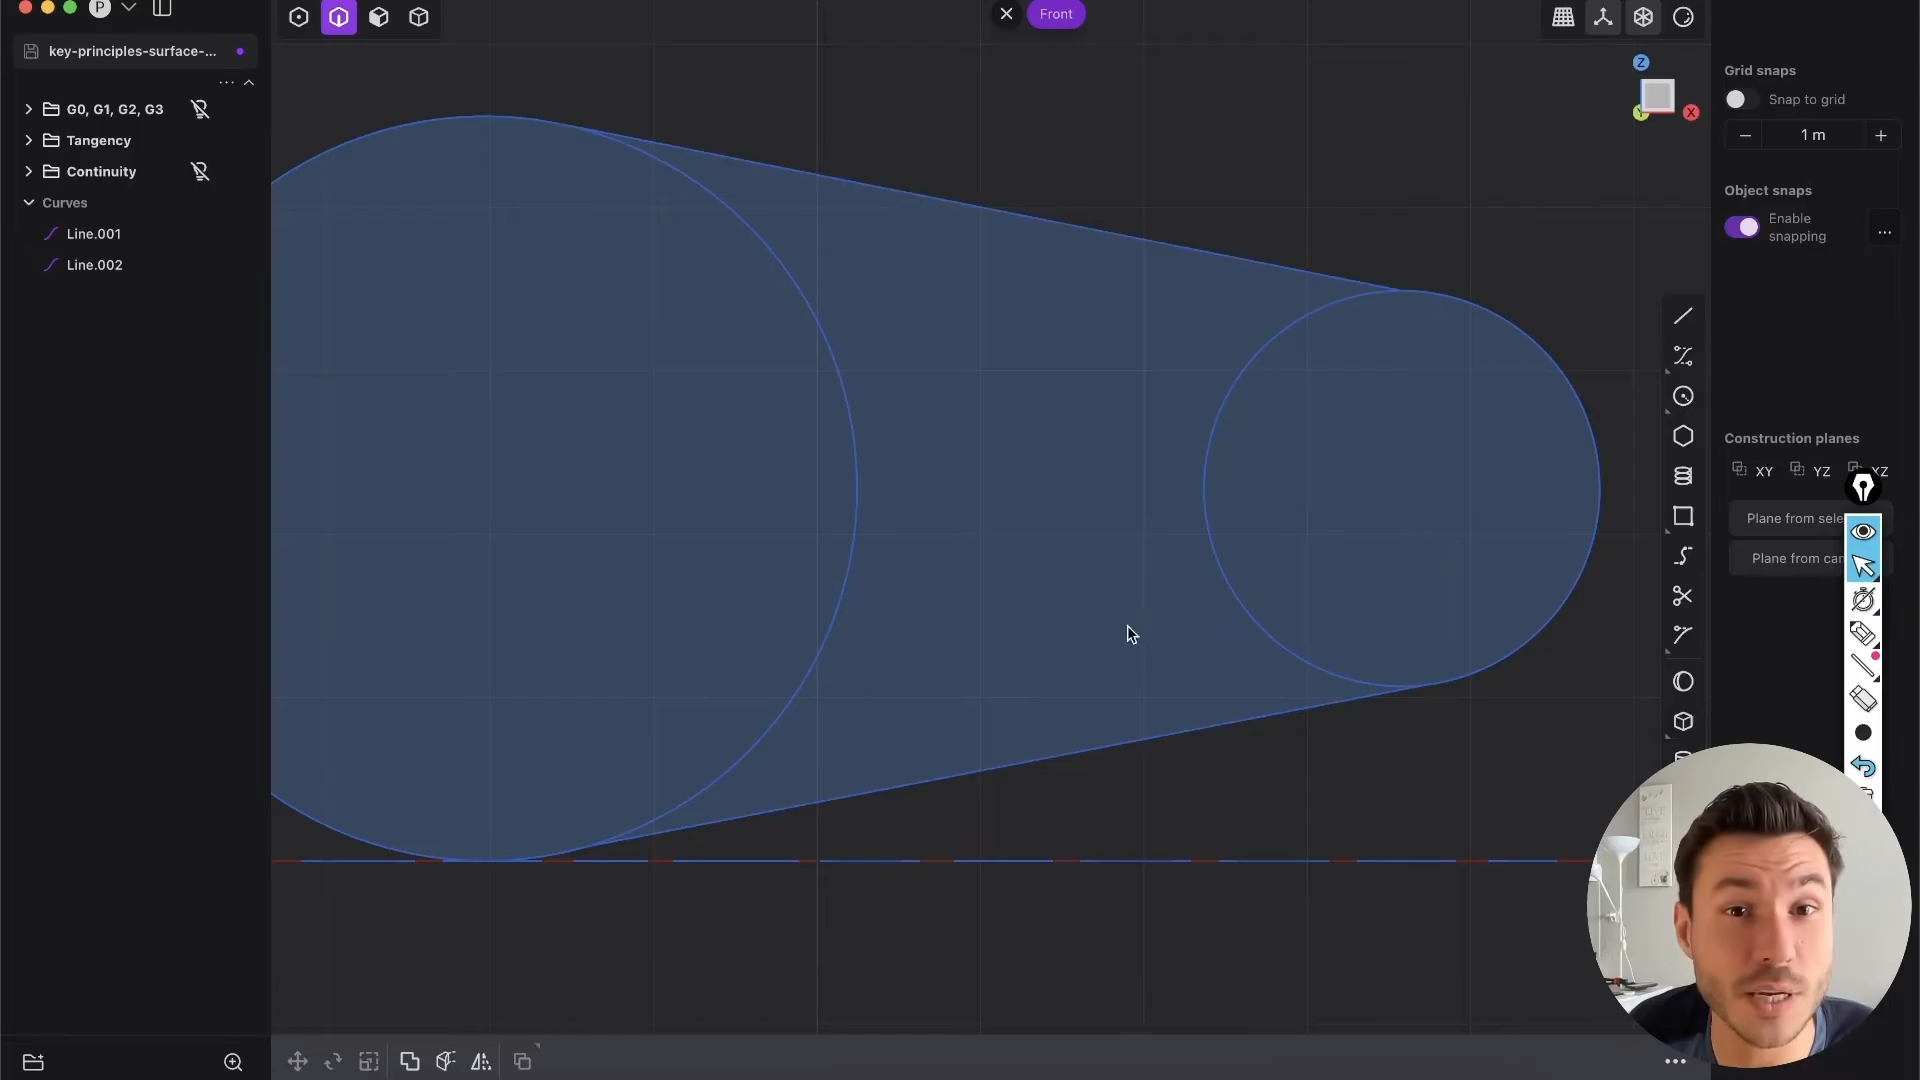 P
Front
key-principles-surface-...
G0, G1, G2, G3
Tangency
Continuity
Curves
Line.001
Line.002
Z
Y
X
Grid snaps
Snap to grid
1 m
Object snaps
Enable
snapping
Construction planes
XY YZ XZ
Plane from sele
Plane from cam